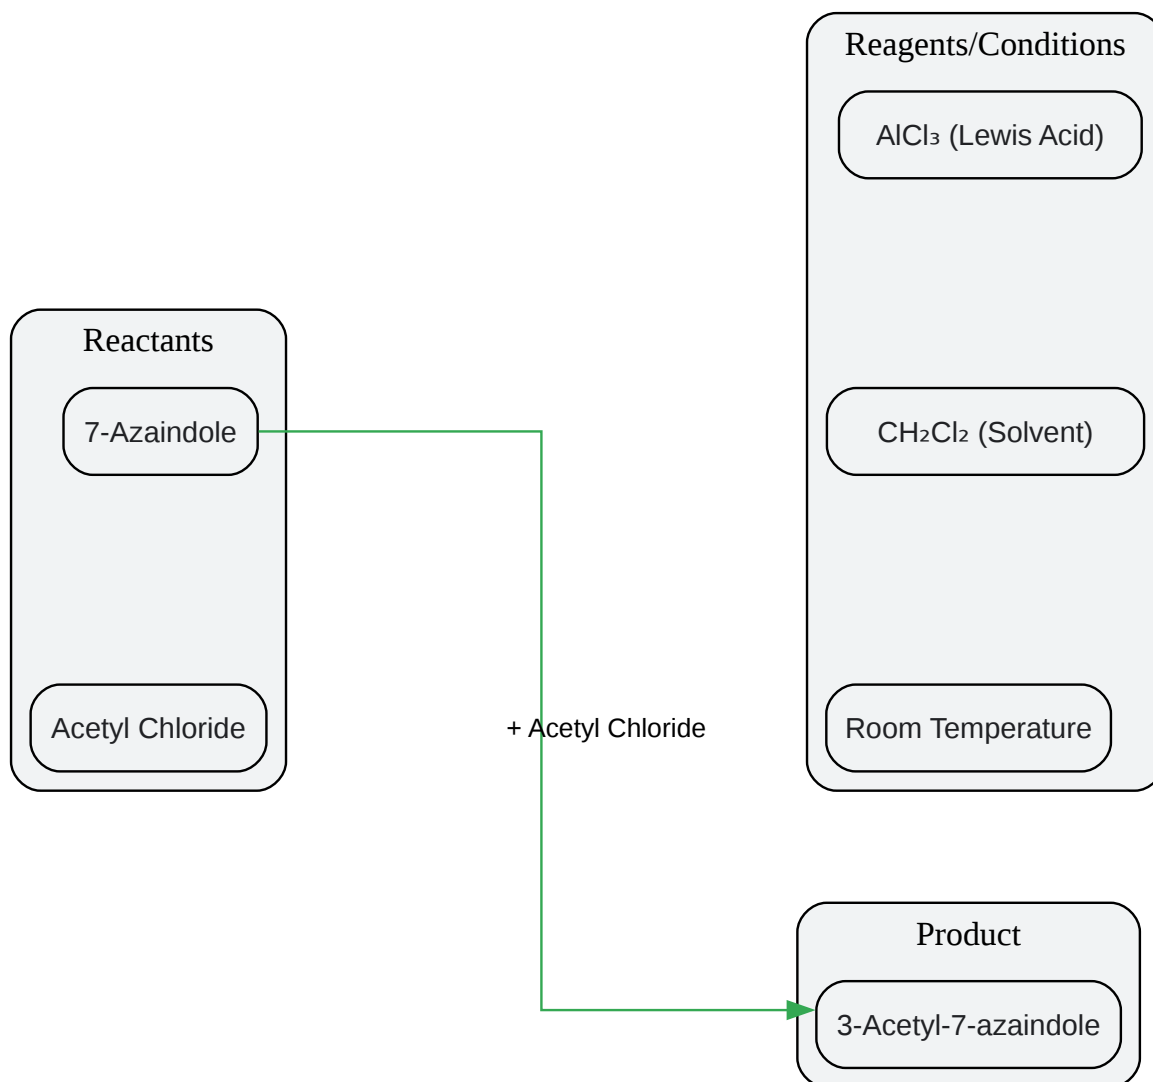 Reagents/Conditions
AlCl₃ (Lewis Acid)
Reactants
7-Azaindole
CH₂Cl₂ (Solvent)
Acetyl Chloride
+ Acetyl Chloride
Room Temperature
Product
3-Acetyl-7-azaindole